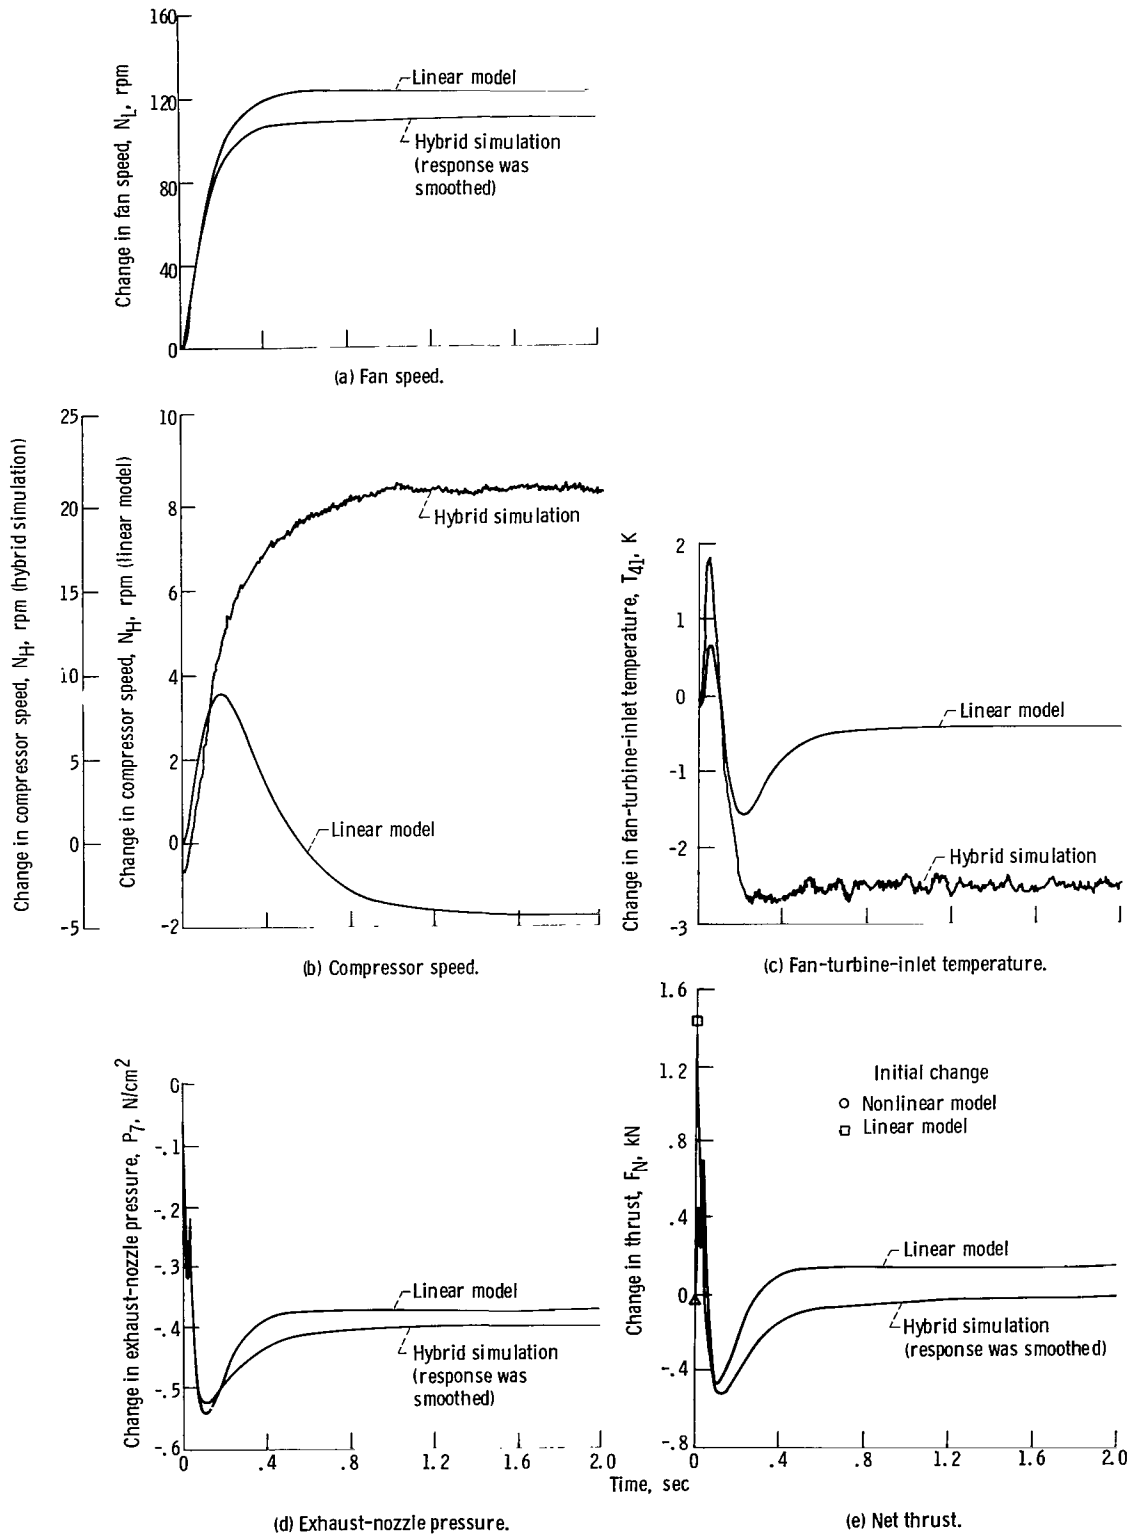 160
120
80
40
0
Change in fan speed, N_L, rpm
Linear model
Hybrid simulation
(response was
smoothed)
(a) Fan speed.
25
20
15
10
5
0
-5
Change in compressor speed, N_H, rpm (hybrid simulation)
10
8
6
4
2
0
-2
Change in compressor speed, N_H, rpm (linear model)
Hybrid simulation
Linear model
(b) Compressor speed.
2
1
0
-1
-2
-3
Change in fan-turbine-inlet temperature, T_41, K
Linear model
Hybrid simulation
(c) Fan-turbine-inlet temperature.
0
-.1
-.2
-.3
-.4
-.5
-.6
Change in exhaust-nozzle pressure, P_7, N/cm²
Linear model
Hybrid simulation
(response was
smoothed)
0 .4 .8 1.2 1.6 2.0
(d) Exhaust-nozzle pressure.
1.6
1.2
.8
.4
0
-.4
-.8
Change in thrust, F_N, kN
Initial change
Nonlinear model
Linear model
Linear model
Hybrid simulation
(response was smoothed)
0 .4 .8 1.2 1.6 2.0
Time, sec
(e) Net thrust.